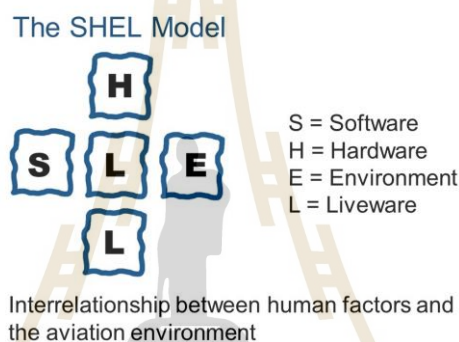 The SHEL Model
H
S L E
L
S = Software
H = Hardware
E = Environment
L = Liveware
Interrelationship between human factors and
the aviation environment